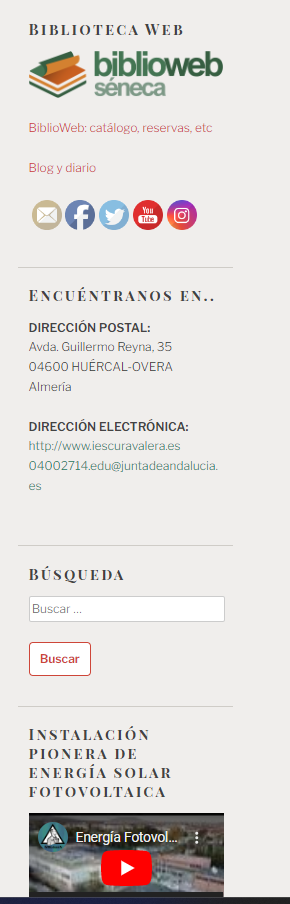 Biblioteca Web
biblioweb
séneca
BiblioWeb: catálogo, reservas, etc
Blog y diario
You
Tube
Encuéntranos en..
DIRECCIÓN POSTAL:
Avda. Guillermo Reyna, 35
04600 HUÉRCAL-OVERA
Almería
DIRECCIÓN ELECTRÓNICA:
http://www.iescuravalera.es
04002714.edu@juntadeandalucia.
es
Búsqueda
Buscar ...
Buscar
Instalación
pionera de
energía solar
fotovoltaica
Energía Fotovol...